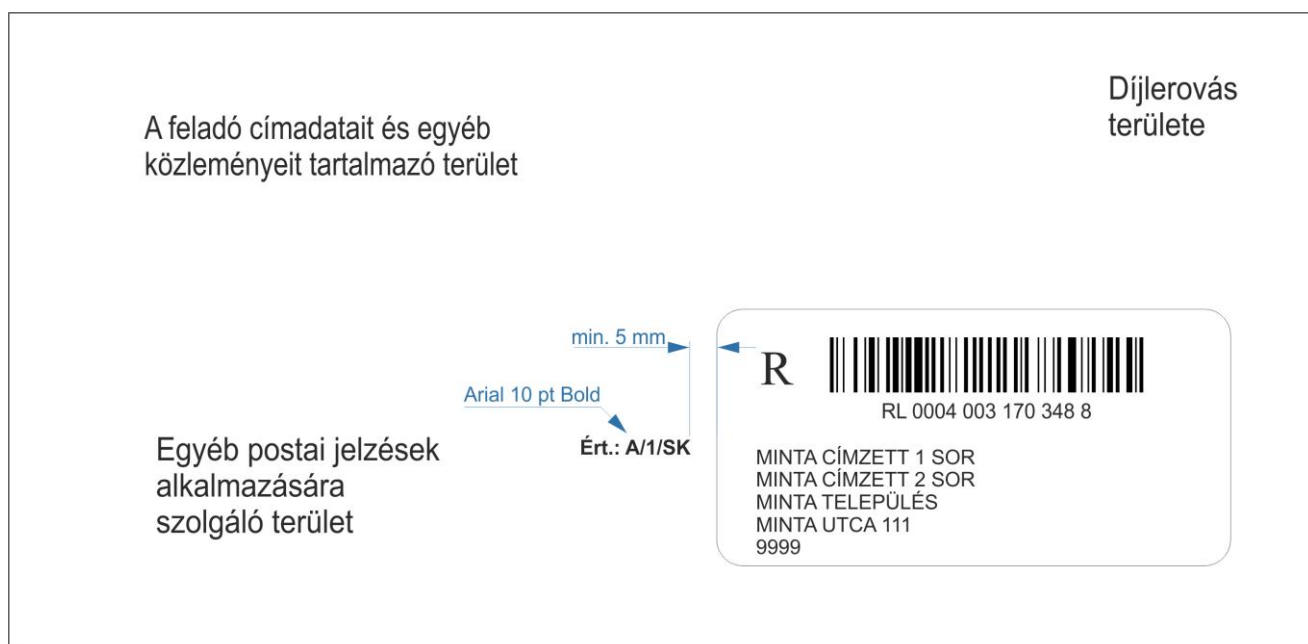 A feladó címadatait és egyéb
közleményeit tartalmazó terület
Díjlerovás
területe
min. 5 mm
Arial 10 pt Bold
Ért.: A/1/SK
Egyéb postai jelzések
alkalmazására
szolgáló terület
R
RL 0004 003 170 348 8
MINTA CÍMZETT 1 SOR
MINTA CÍMZETT 2 SOR
MINTA TELEPÜLÉS
MINTA UTCA 111
9999